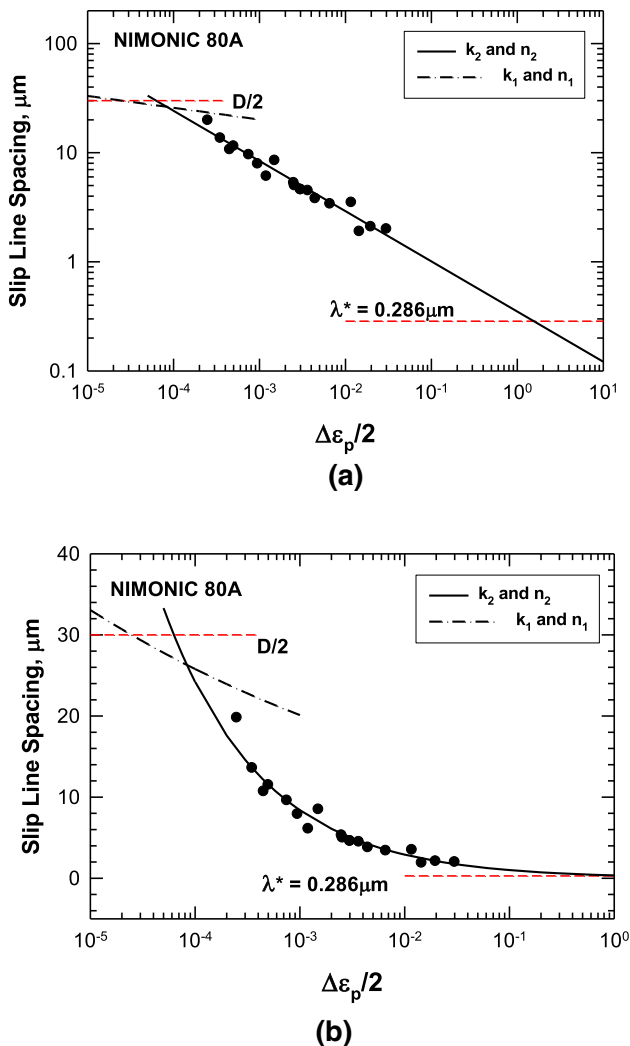 NIMONIC 80A
k₂ and n₂
k₁ and n₁
D/2
λ* = 0.286μm
Slip Line Spacing, μm
100
10
1
0.1
10⁻⁵ 10⁻⁴ 10⁻³ 10⁻² 10⁻¹ 10⁰ 10¹
Δεₚ/2
(a)
NIMONIC 80A
k₂ and n₂
k₁ and n₁
D/2
λ* = 0.286μm
Slip Line Spacing, μm
40
30
20
10
0
10⁻⁵ 10⁻⁴ 10⁻³ 10⁻² 10⁻¹ 10⁰
Δεₚ/2
(b)